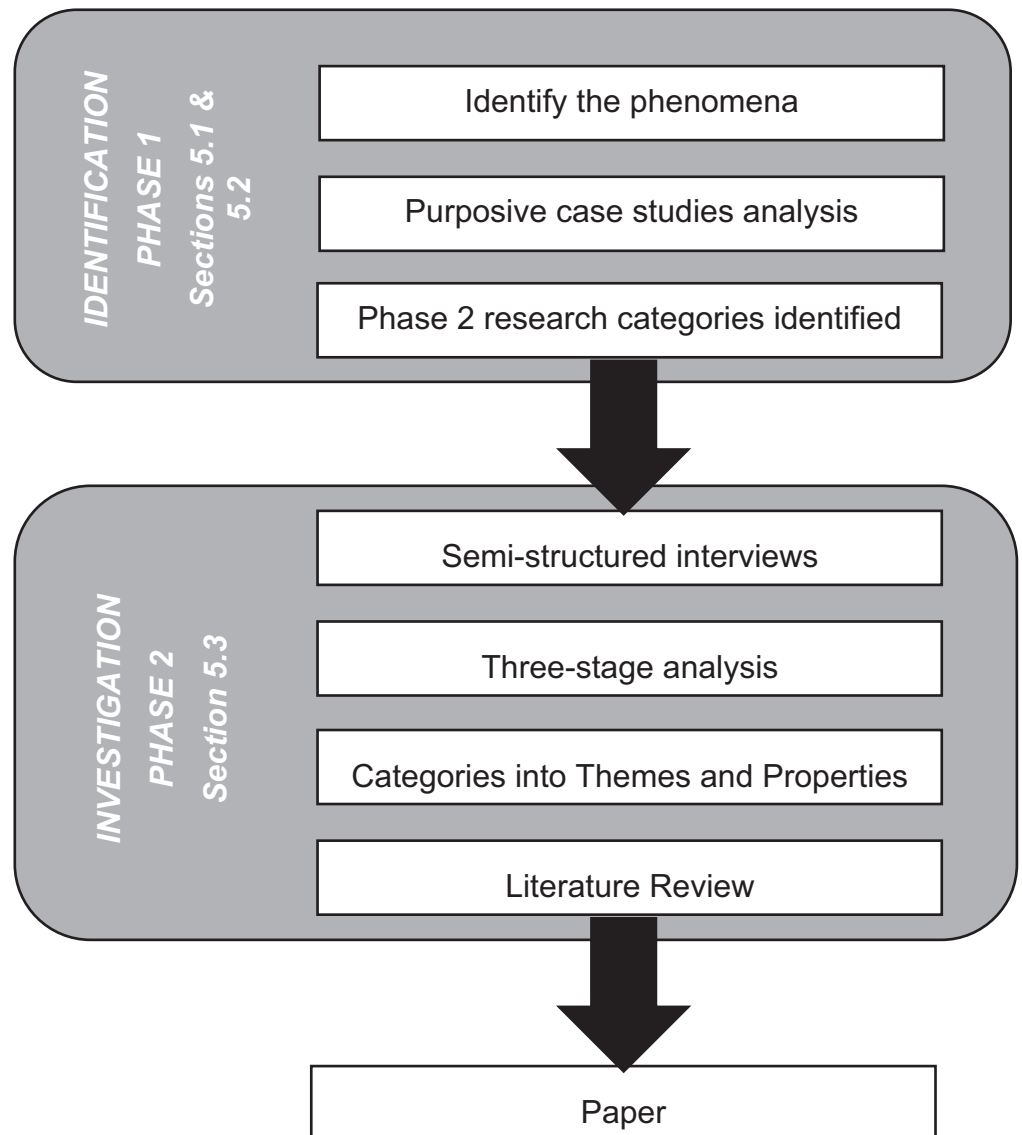 IDENTIFICATION
PHASE 1
Sections 5.1 &
5.2
Identify the phenomena
Purposive case studies analysis
Phase 2 research categories identified
INVESTIGATION
PHASE 2
Section 5.3
Semi-structured interviews
Three-stage analysis
Categories into Themes and Properties
Literature Review
Paper